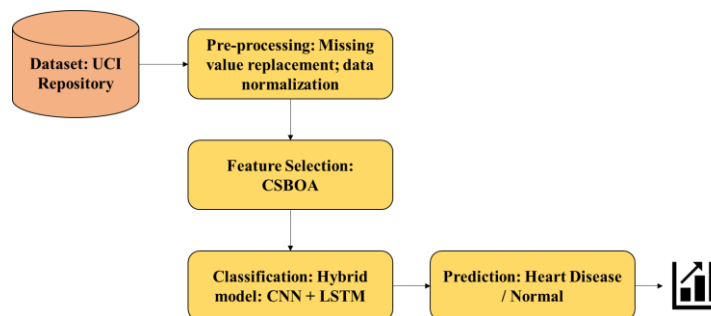 Dataset: UCI
Repository
Pre-processing: Missing
value replacement; data
normalization
Feature Selection:
CSBOA
Classification: Hybrid
model: CNN + LSTM
Prediction: Heart Disease
/ Normal